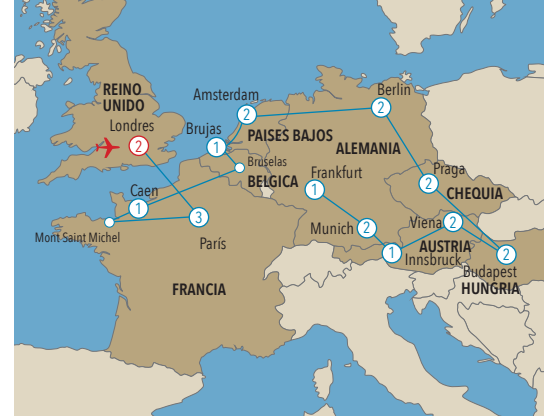 REINO
UNIDO
Londres
2
Amsterdam
2
Berlin
2
Brujas
1
PAISES BAJOS
ALEMANIA
Bruselas
BELGICA
Frankfurt
1
Praga
2
CHEQUIA
Caen
1
Mont Saint Michel
3
París
Munich
2
Viena
2
AUSTRIA
1
Innsbruck
2
Budapest
HUNGRIA
FRANCIA